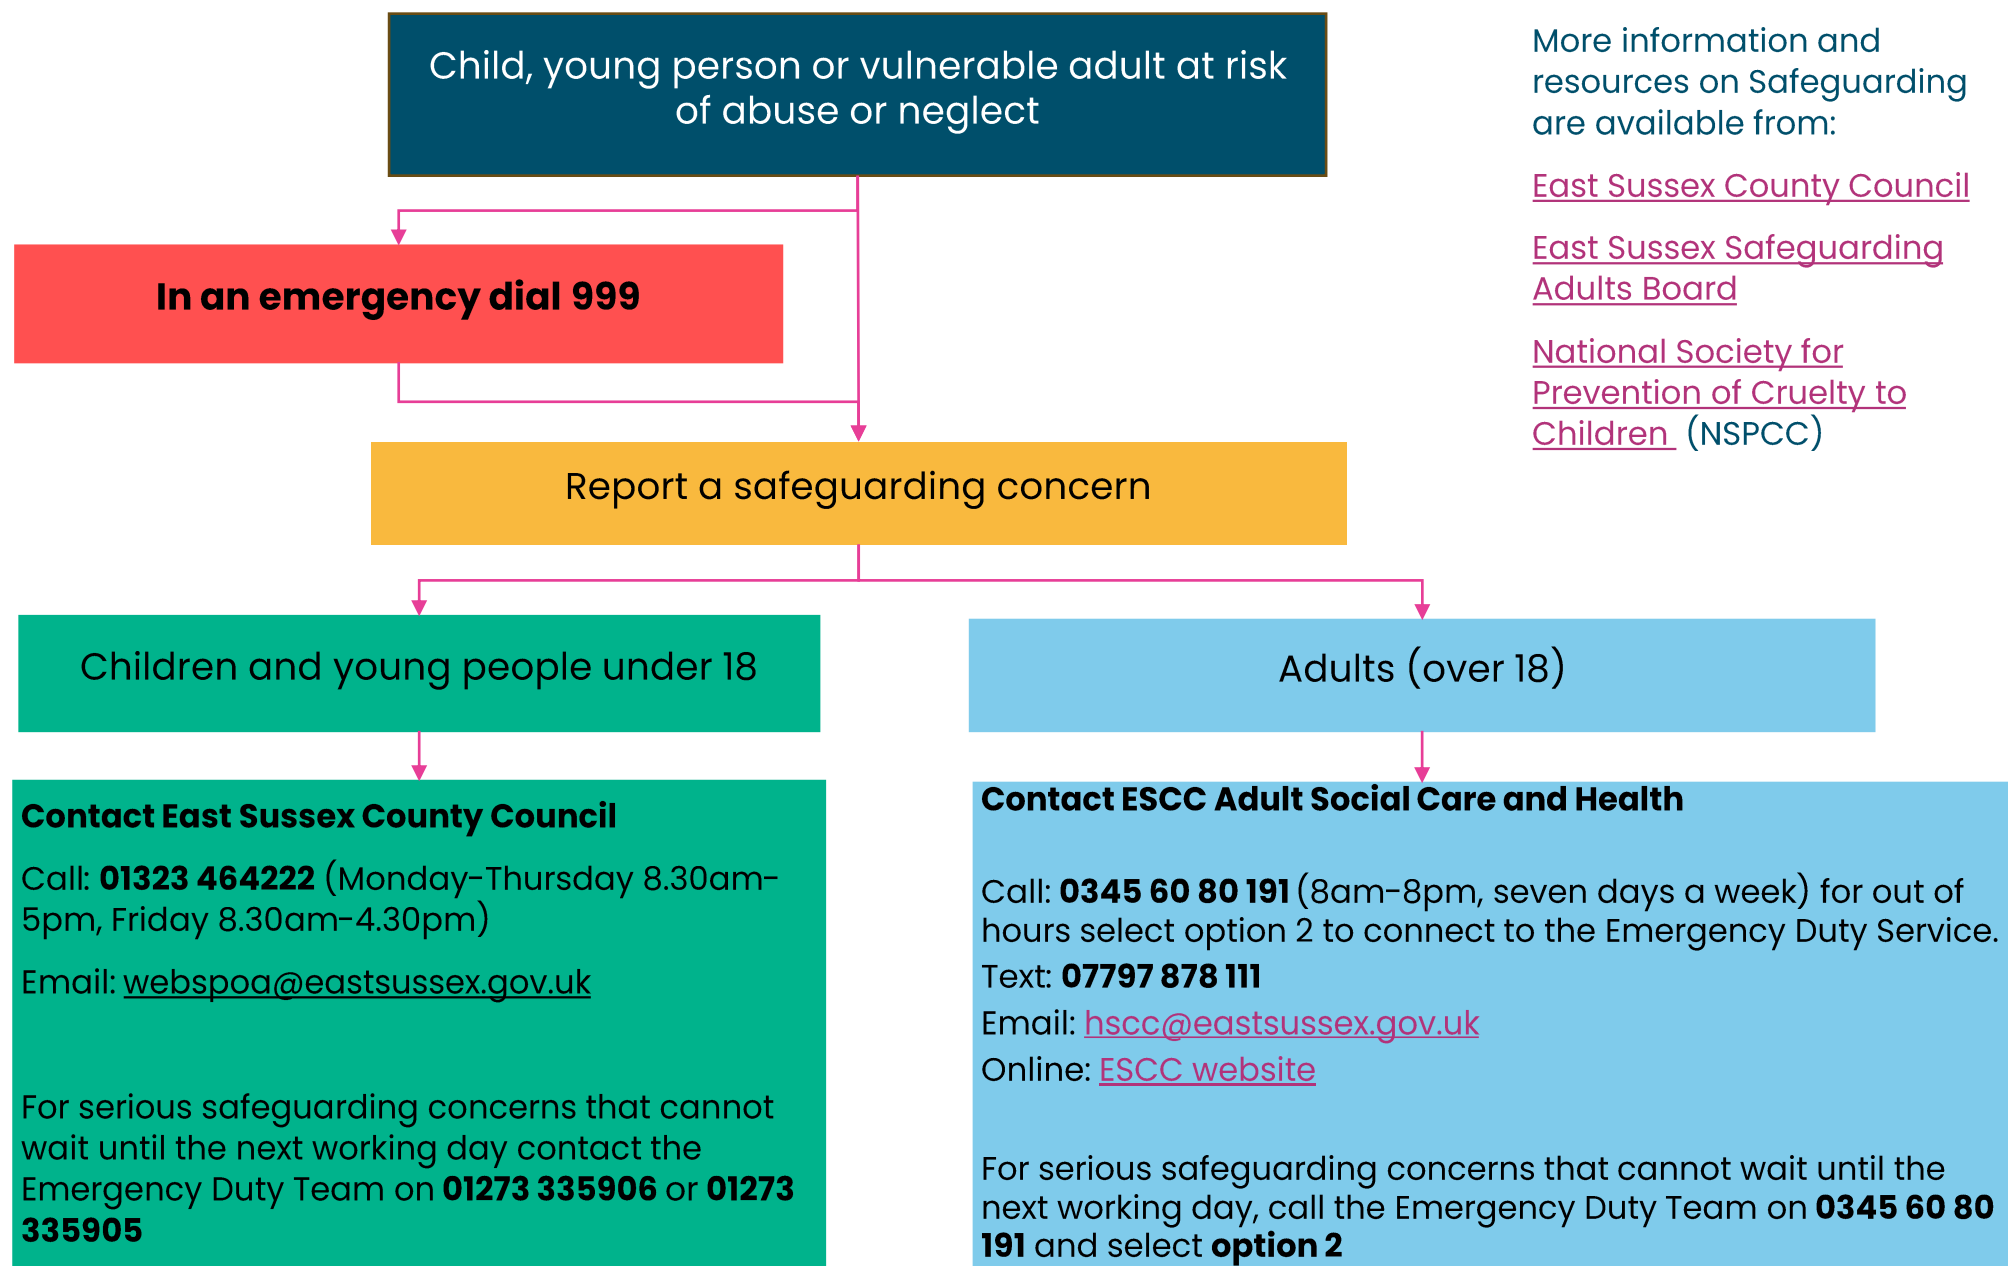 Child, young person or vulnerable adult at risk
of abuse or neglect
More information and
resources on Safeguarding
are available from:
East Sussex County Council
East Sussex Safeguarding
Adults Board
National Society for
Prevention of Cruelty to
Children (NSPCC)
In an emergency dial 999
Report a safeguarding concern
Children and young people under 18
Adults (over 18)
Contact East Sussex County Council
Call: 01323 464222 (Monday-Thursday 8.30am-
5pm, Friday 8.30am-4.30pm)
Email: webspoa@eastsussex.gov.uk
For serious safeguarding concerns that cannot
wait until the next working day contact the
Emergency Duty Team on 01273 335906 or 01273
335905
Contact ESCC Adult Social Care and Health
Call: 0345 60 80 191 (8am-8pm, seven days a week) for out of
hours select option 2 to connect to the Emergency Duty Service.
Text: 07797 878 111
Email: hscc@eastsussex.gov.uk
Online: ESCC website
For serious safeguarding concerns that cannot wait until the
next working day, call the Emergency Duty Team on 0345 60 80
191 and select option 2